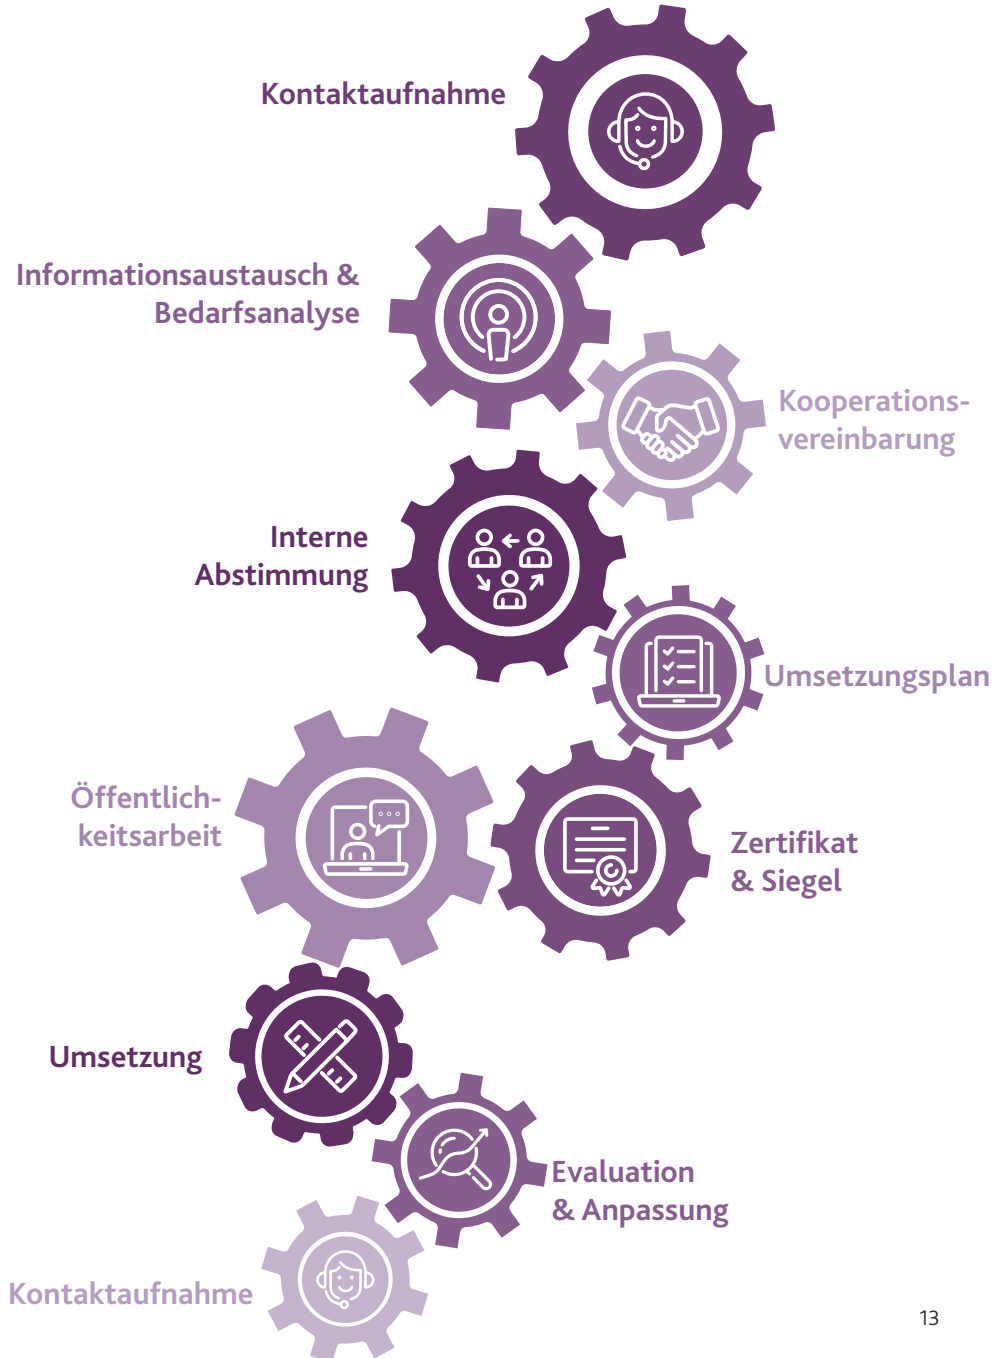 Kontaktaufnahme
Informationsaustausch &
Bedarfsanalyse
Kooperations-
vereinbarung
Interne
Abstimmung
Umsetzungsplan
Öffentlich-
keitsarbeit
Zertifikat
& Siegel
Umsetzung
Evaluation
& Anpassung
Kontaktaufnahme
13